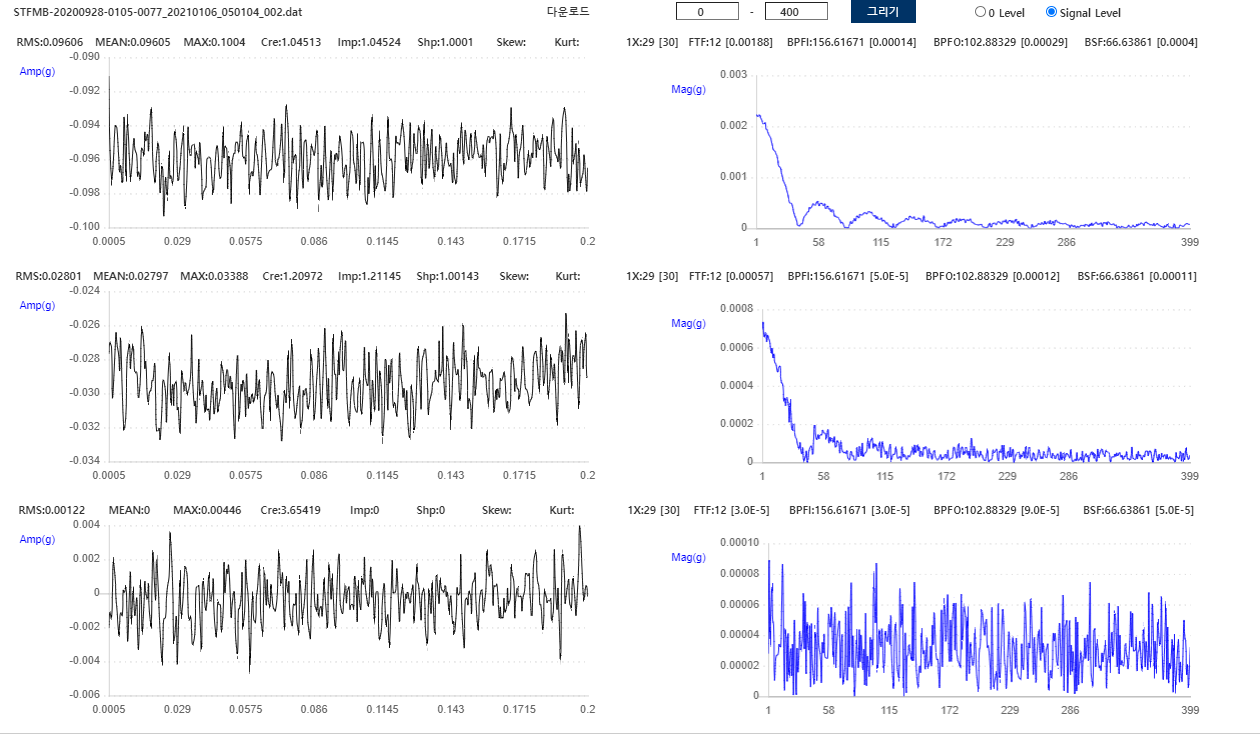 STFMB-20200928-0105-0077_20210106_050104_002.dat 다운로드 0 - 400 그리기 0 Level Signal Level
RMS:0.09606 MEAN:0.09605 MAX:0.1004 Cre:1.04513 Imp:1.04524 Shp:1.0001 Skew: Kurt:
Amp(g)
-0.090
-0.092
-0.094
-0.096
-0.098
-0.100
0.0005 0.029 0.0575 0.086 0.1145 0.143 0.1715 0.2
1X:29 [30] FTF:12 [0.00188] BPFI:156.61671 [0.00014] BPFO:102.88329 [0.00029] BSF:66.63861 [0.0004]
Mag(g)
0.003
0.002
0.001
0
1 58 115 172 229 286 399
RMS:0.02801 MEAN:0.02797 MAX:0.03388 Cre:1.20972 Imp:1.21145 Shp:1.00143 Skew: Kurt:
Amp(g)
-0.024
-0.026
-0.028
-0.030
-0.032
-0.034
0.0005 0.029 0.0575 0.086 0.1145 0.143 0.1715 0.2
1X:29 [30] FTF:12 [0.00057] BPFI:156.61671 [5.0E-5] BPFO:102.88329 [0.00012] BSF:66.63861 [0.00011]
Mag(g)
0.0008
0.0006
0.0004
0.0002
0
1 58 115 172 229 286 399
RMS:0.00122 MEAN:0 MAX:0.00446 Cre:3.65419 Imp:0 Shp:0 Skew: Kurt:
Amp(g)
0.004
0.002
0
-0.002
-0.004
-0.006
0.0005 0.029 0.0575 0.086 0.1145 0.143 0.1715 0.2
1X:29 [30] FTF:12 [3.0E-5] BPFI:156.61671 [3.0E-5] BPFO:102.88329 [9.0E-5] BSF:66.63861 [5.0E-5]
Mag(g)
0.00010
0.00008
0.00006
0.00004
0.00002
0
1 58 115 172 229 286 399